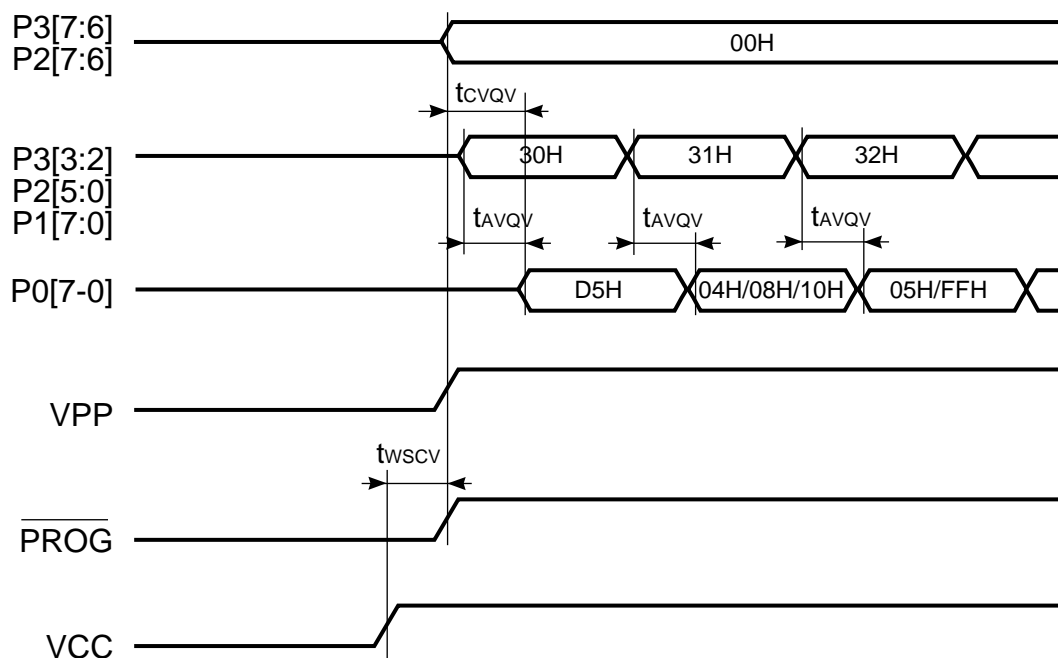 P3[7:6]
P2[7:6]
00H
tCVQV
P3[3:2]
P2[5:0]
P1[7:0]
30H
31H
32H
tAVQV
tAVQV
tAVQV
P0[7-0]
D5H
04H/08H/10H
05H/FFH
VPP
tWSCV
PROG
VCC